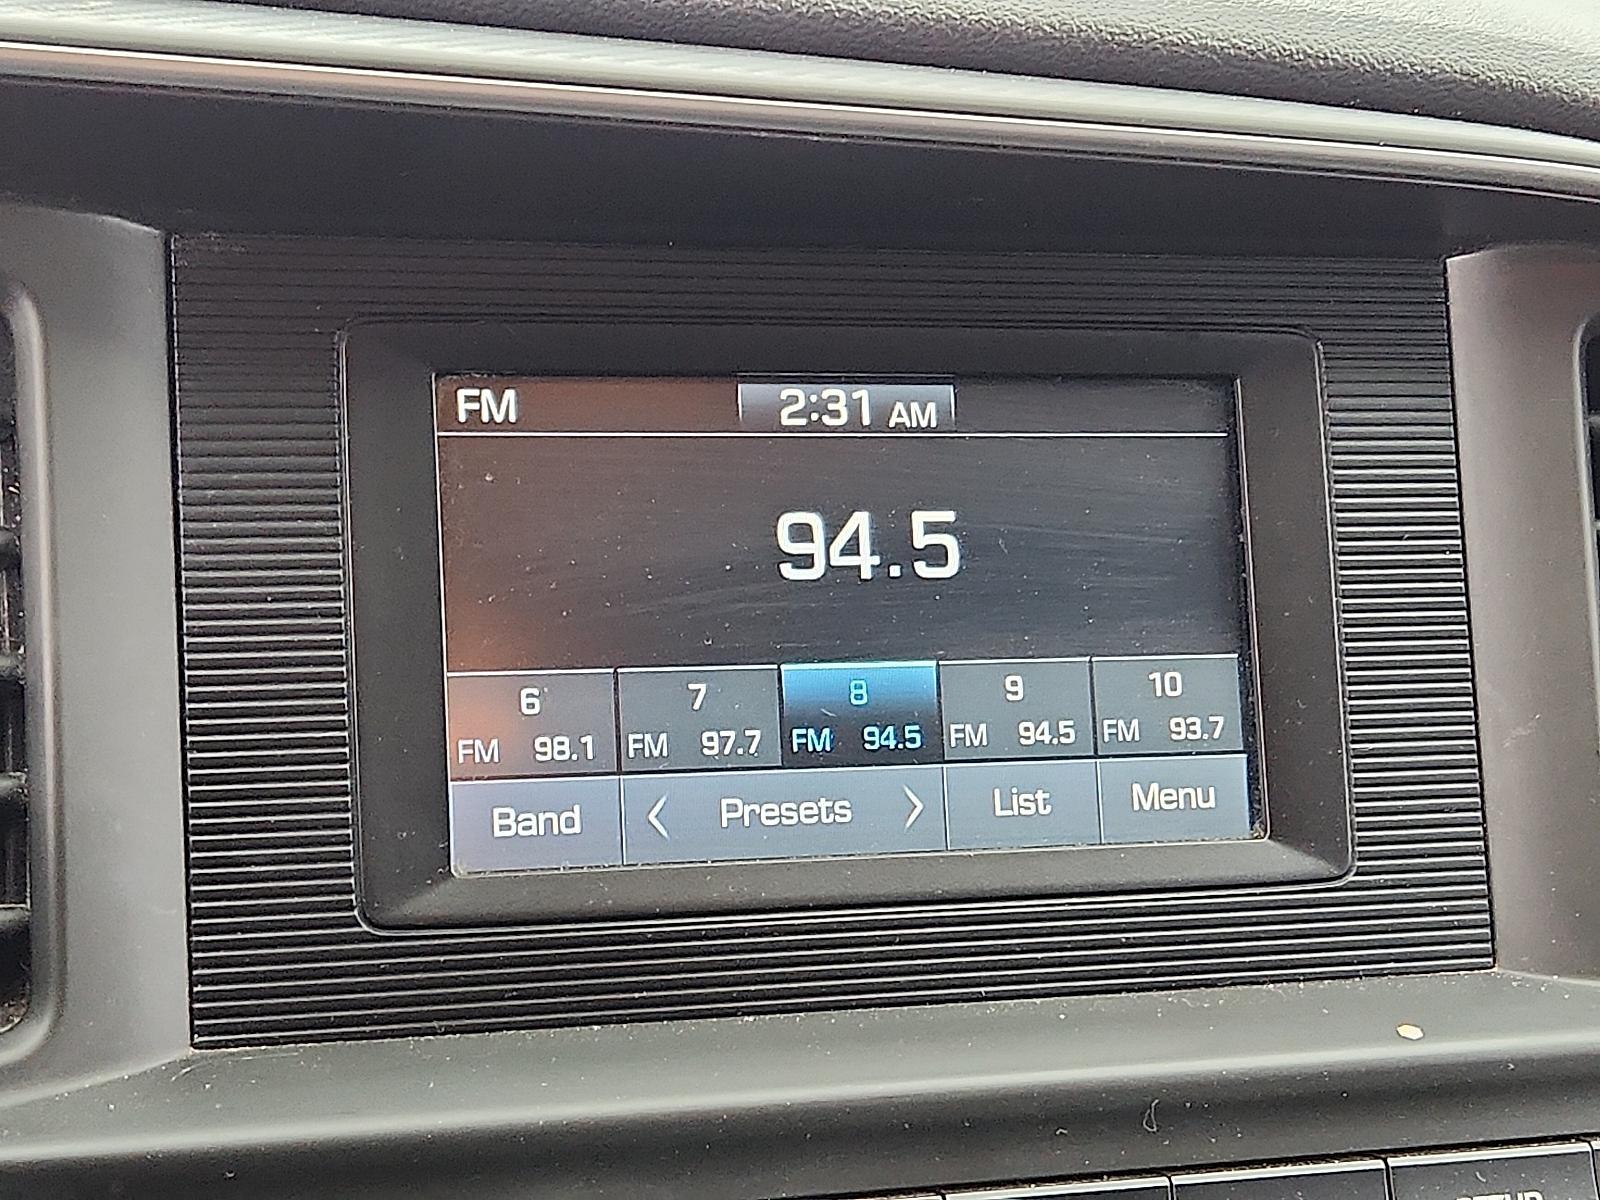 FM 2:31 AM
94.5
6 7 8 9 10
FM 98.1 FM 97.7 FM 94.5 FM 94.5 FM 93.7
Band < Presets > List Menu